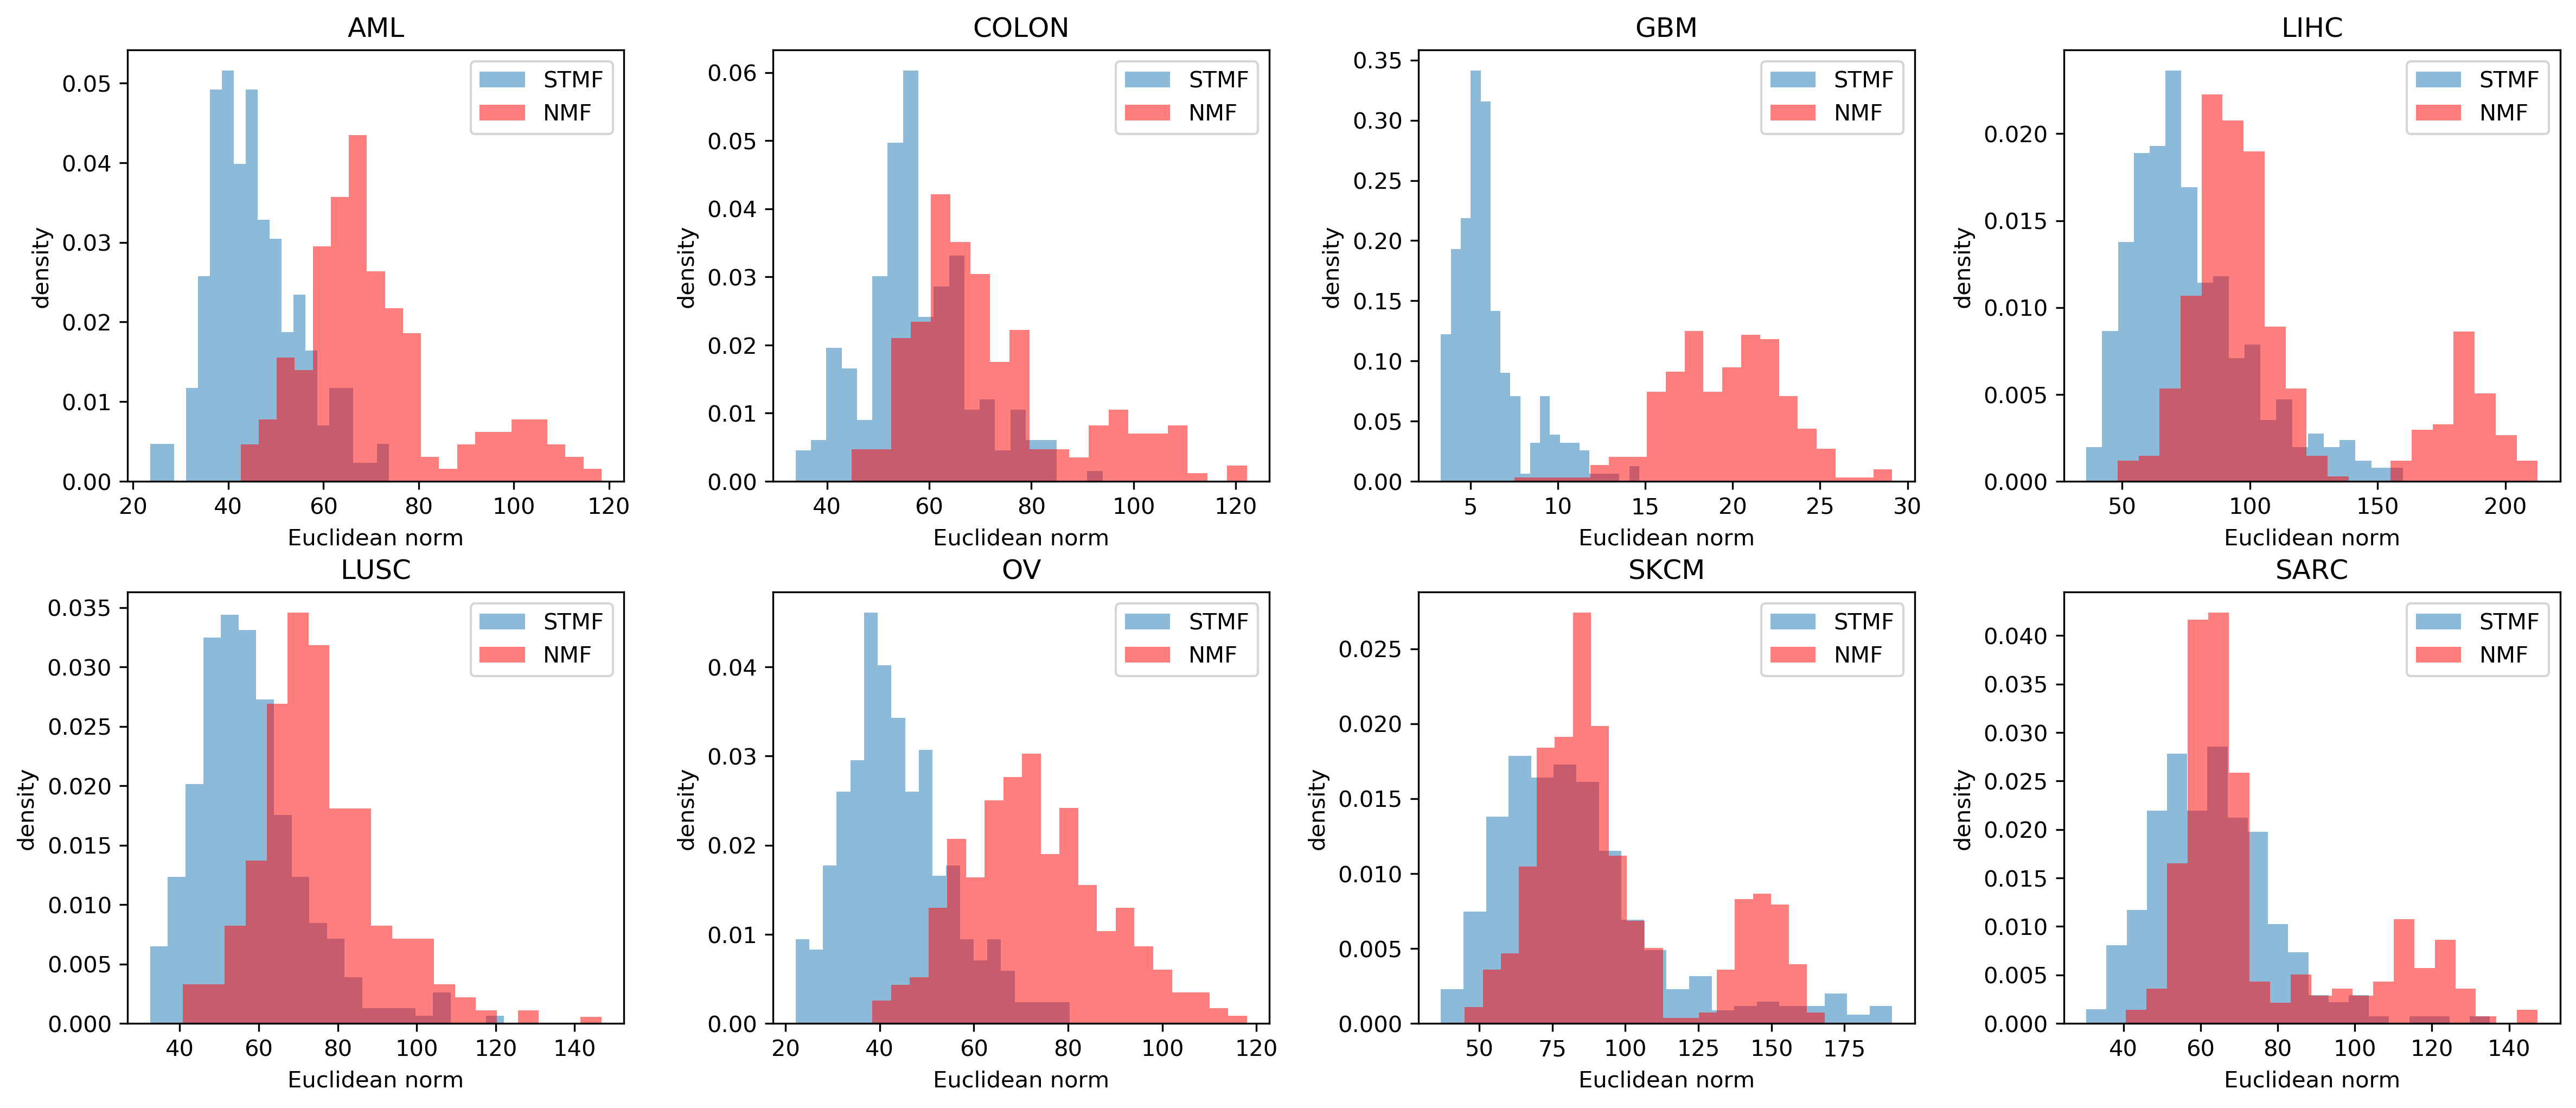 AML
STMF
NMF
0.05
0.04
0.03
0.02
0.01
0.00
density
20 40 60 80 100 120
Euclidean norm
COLON
STMF
NMF
0.06
0.05
0.04
0.03
0.02
0.01
0.00
density
40 60 80 100 120
Euclidean norm
GBM
STMF
NMF
0.35
0.30
0.25
0.20
0.15
0.10
0.05
0.00
density
5 10 15 20 25 30
Euclidean norm
LIHC
STMF
NMF
0.020
0.015
0.010
0.005
0.000
density
50 100 150 200
Euclidean norm
LUSC
STMF
NMF
0.035
0.030
0.025
0.020
0.015
0.010
0.005
0.000
density
40 60 80 100 120 140
Euclidean norm
OV
STMF
NMF
0.04
0.03
0.02
0.01
0.00
density
20 40 60 80 100 120
Euclidean norm
SKCM
STMF
NMF
0.025
0.020
0.015
0.010
0.005
0.000
density
50 75 100 125 150 175
Euclidean norm
SARC
STMF
NMF
0.040
0.035
0.030
0.025
0.020
0.015
0.010
0.005
0.000
density
40 60 80 100 120 140
Euclidean norm